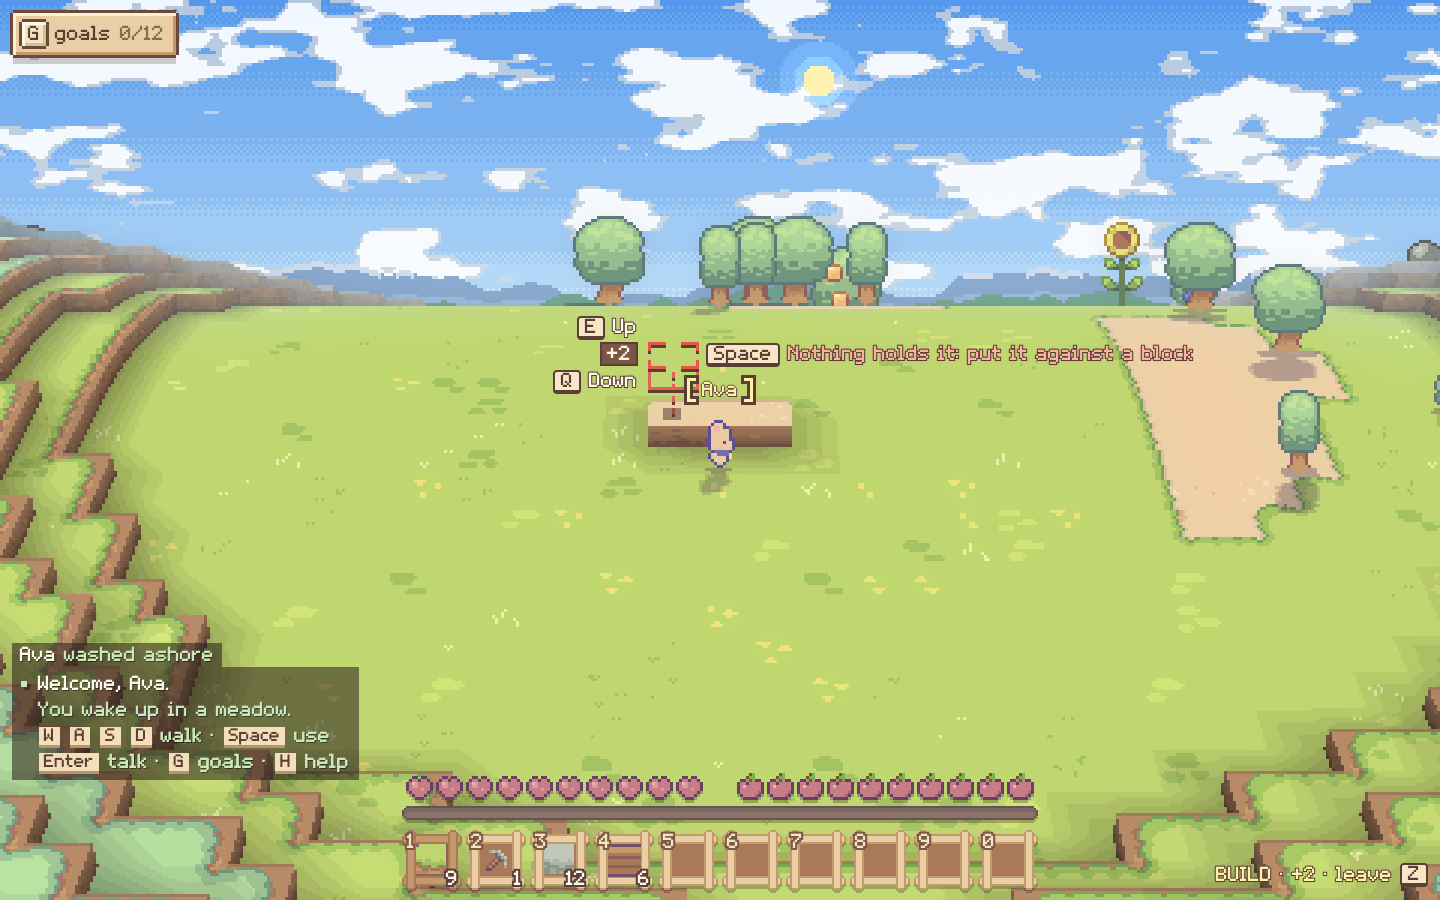 G goals 0/12
E Up
+2 Space Nothing holds it: put it against a block
Q Down
[Ava]
Ava washed ashore
Welcome, Ava.
You wake up in a meadow.
W A S D walk · Space use
Enter talk · G goals · H help
1 2 3 4 5 6 7 8 9 0
9 1 12 6
BUILD · +2 · leave Z